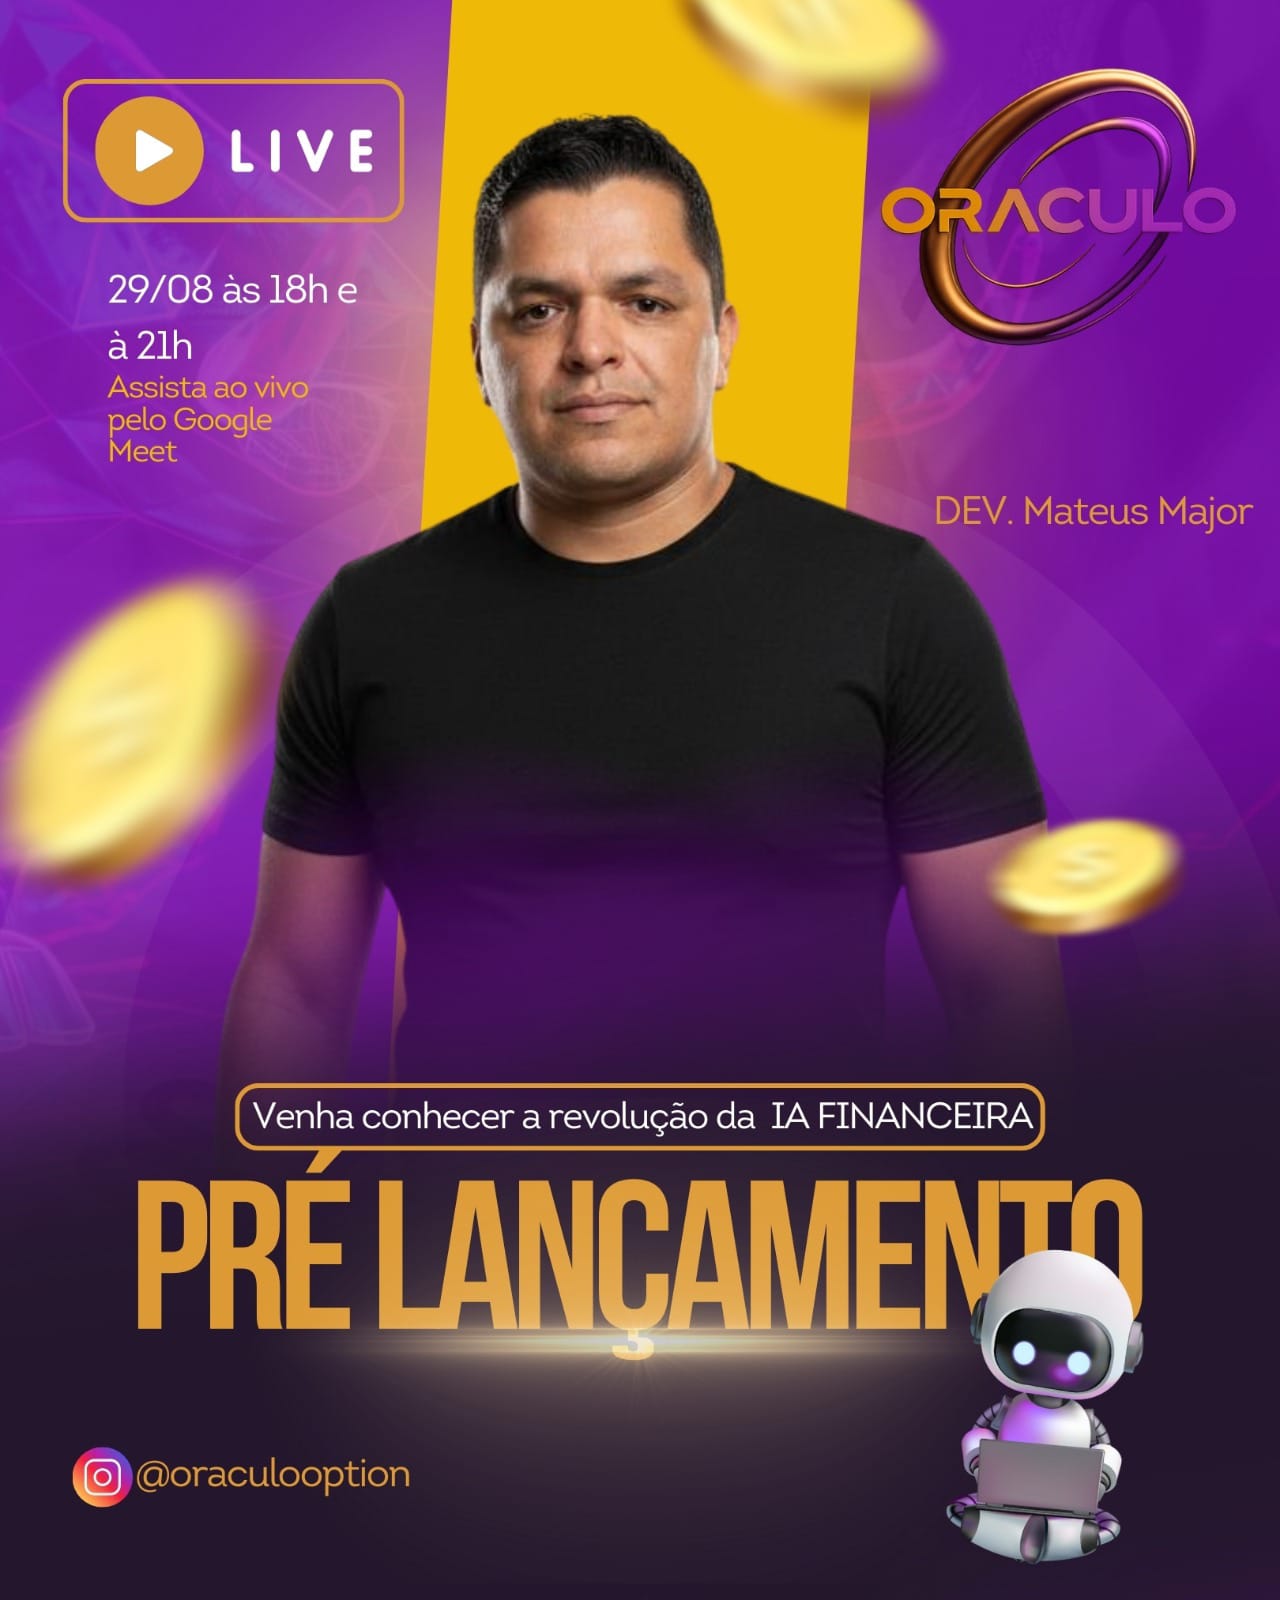 LIVE
ORACULO
29/08 às 18h e
à 21h
Assista ao vivo
pelo Google
Meet
DEV. Mateus Major
Venha conhecer a revolução da IA FINANCEIRA
PRÉ LANÇAMENTO
@oraculooption